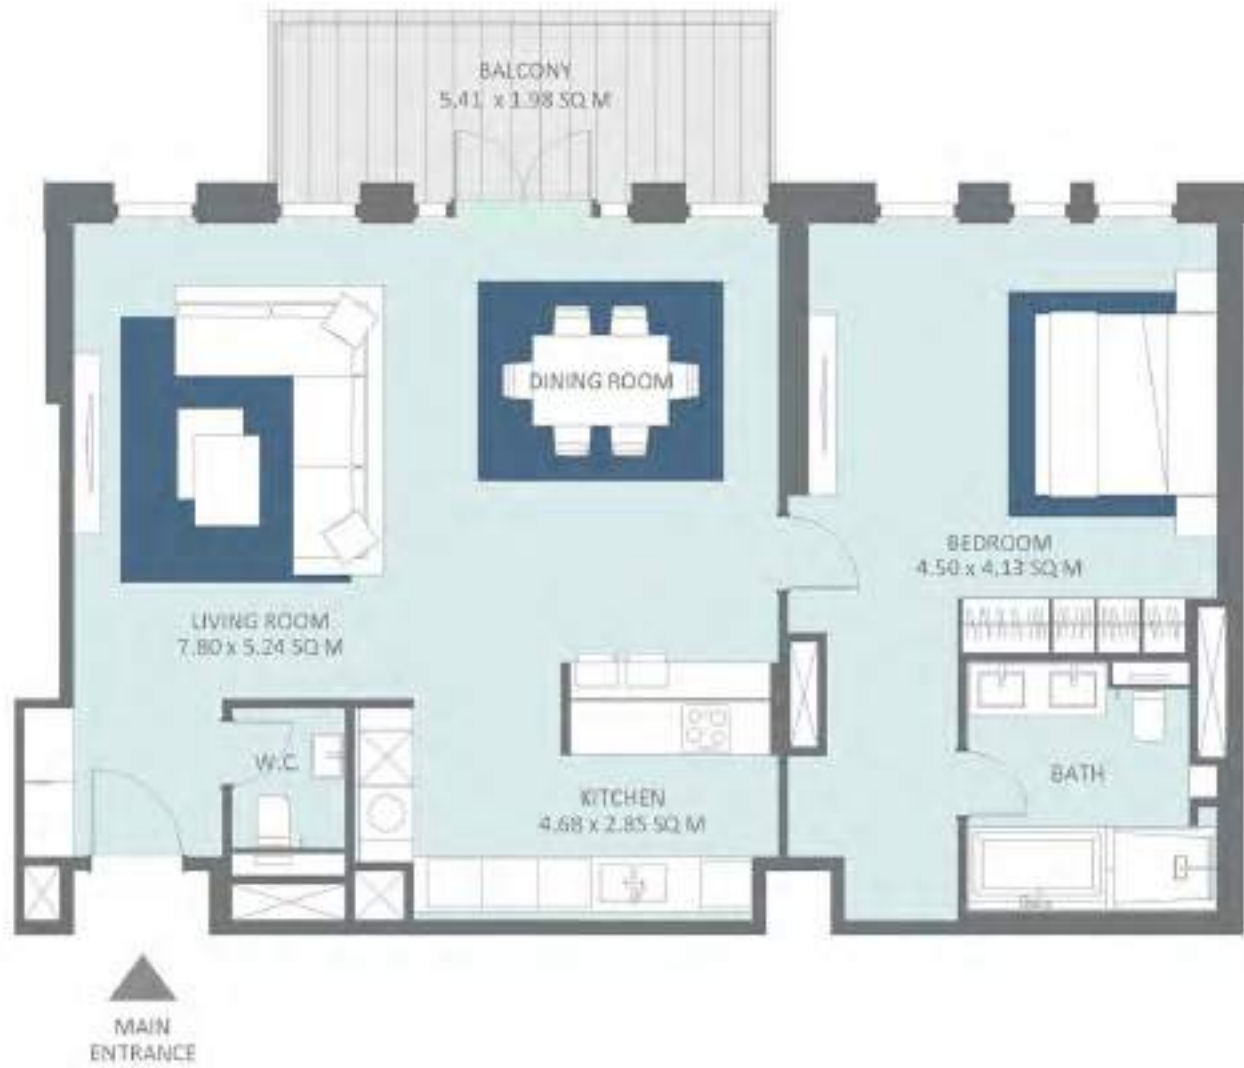 BALCONY
5.41 x 1.98 SQ M
DINING ROOM
BEDROOM
4.50 x 4.13 SQ M
LIVING ROOM
7.80 x 5.24 SQ M
W.C.
BATH
KITCHEN
4.68 x 2.85 SQ M
MAIN
ENTRANCE